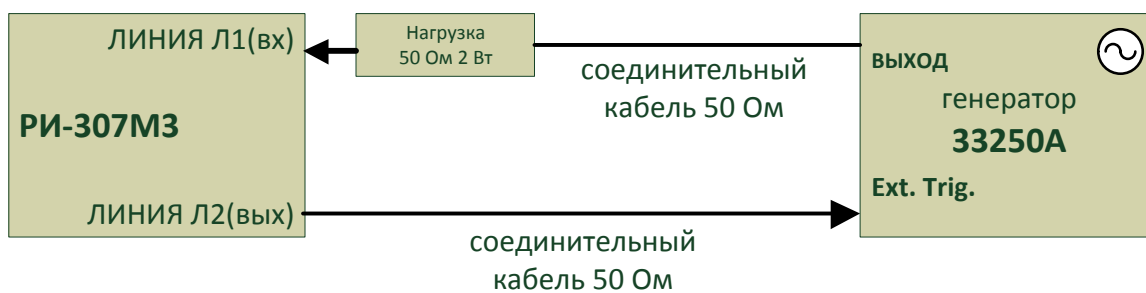 ЛИНИЯ Л1(вх)
РИ-307М3
ЛИНИЯ Л2(вых)
Нагрузка
50 Ом 2 Вт
соединительный
кабель 50 Ом
соединительный
кабель 50 Ом
выход
генератор
33250А
Ext. Trig.